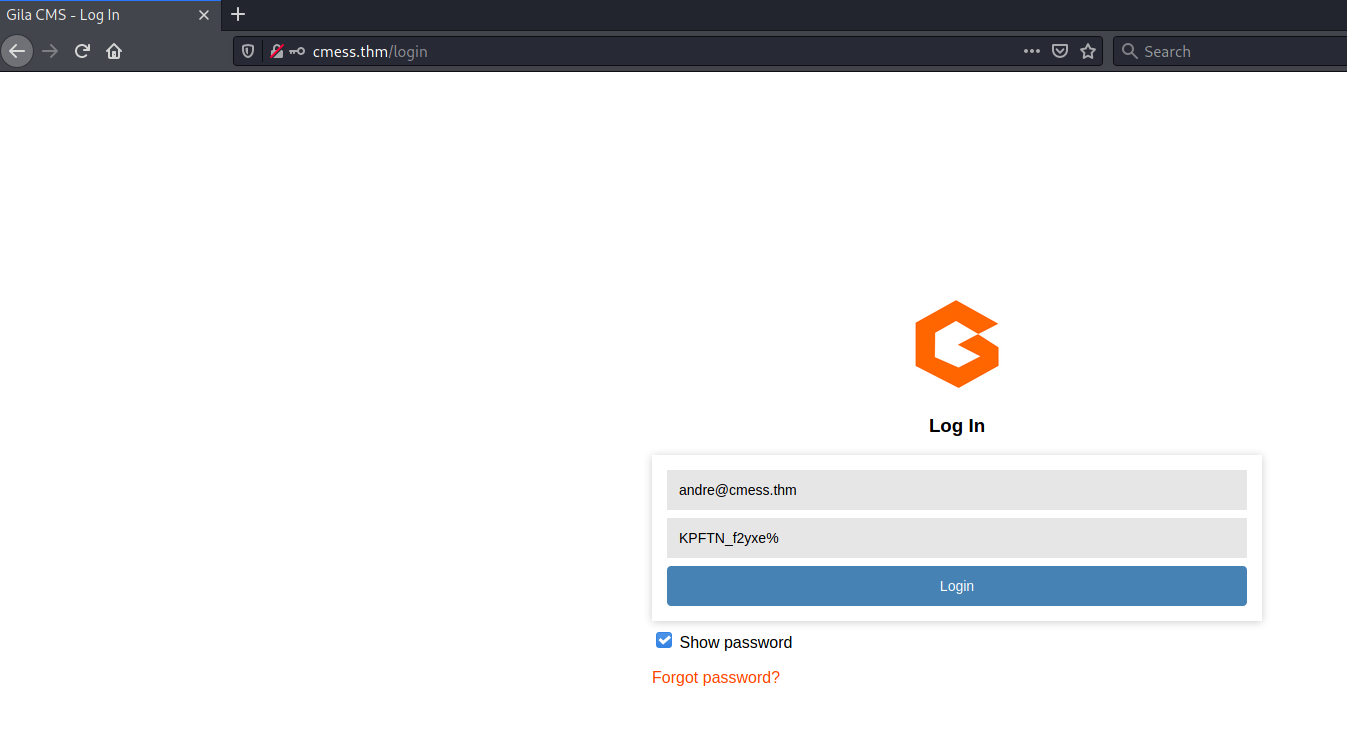 Gila CMS - Log In
cmess.thm/login
Search
Log In
andre@cmess.thm
KPFTN_f2yxe%
Login
Show password
Forgot password?